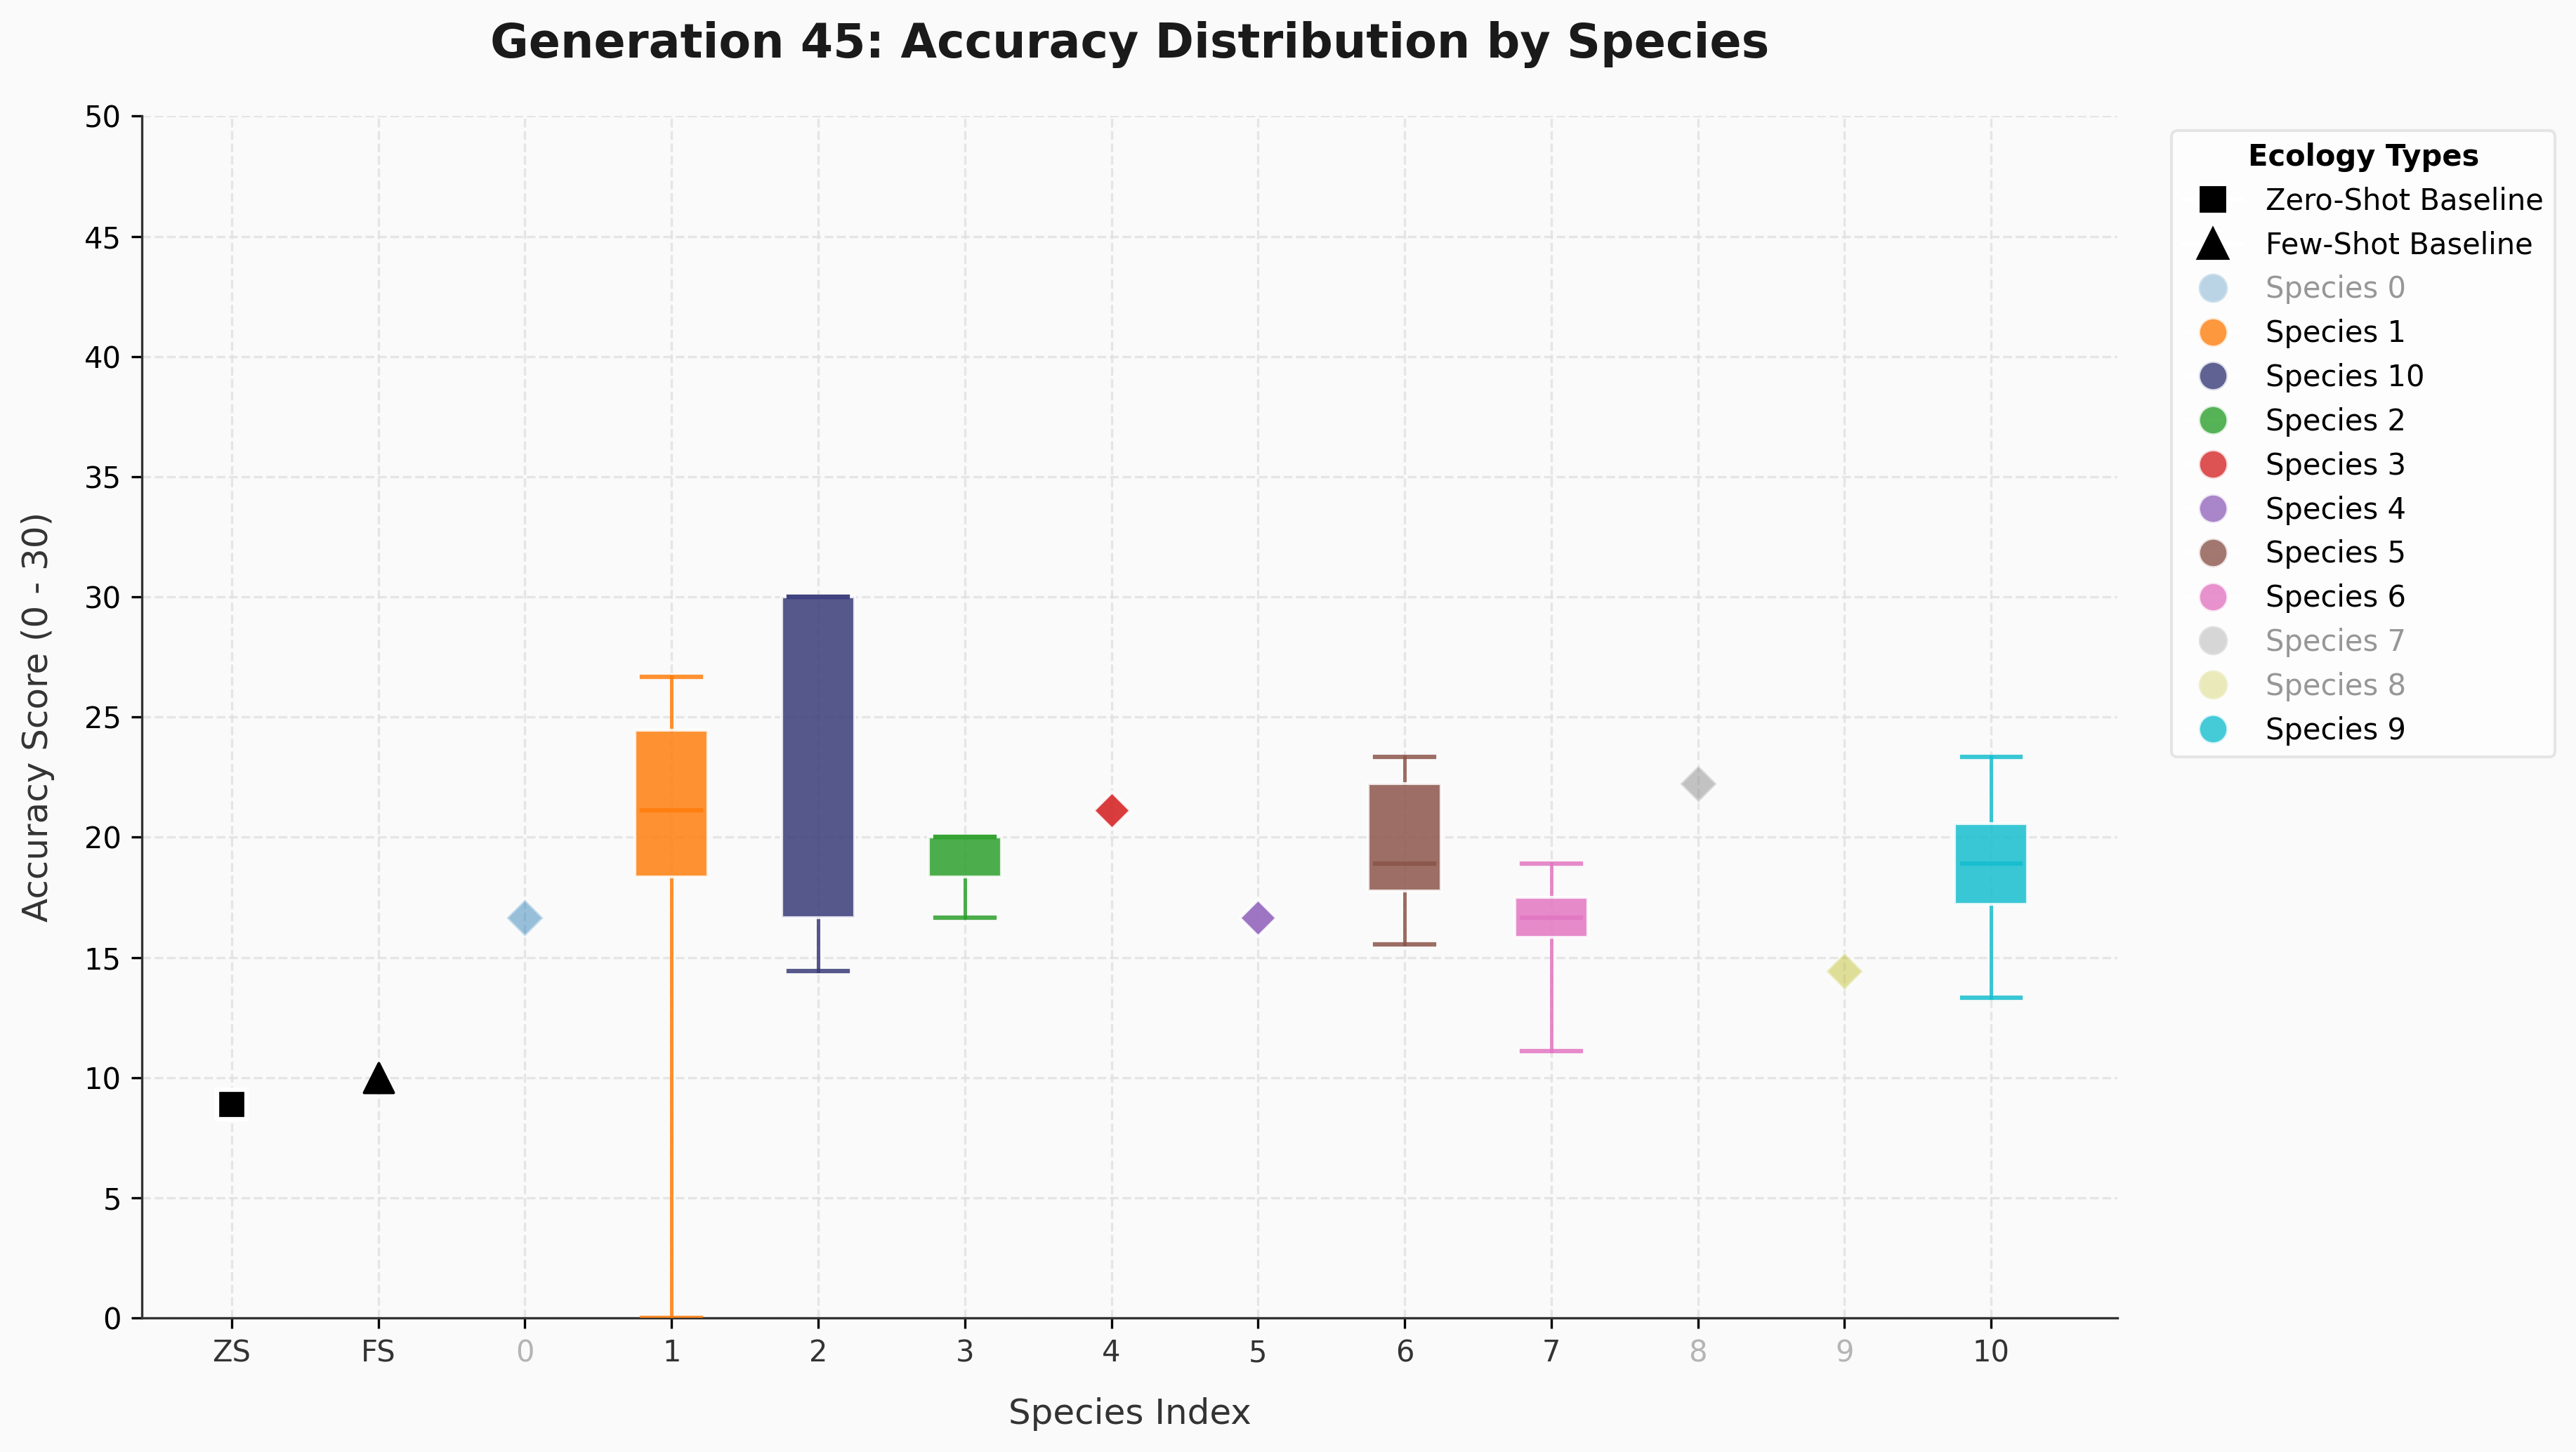 Generation 45: Accuracy Distribution by Species
Accuracy Score (0 - 30)
50
45
40
35
30
25
20
15
10
5
0
ZS FS 0 1 2 3 4 5 6 7 8 9 10
Species Index
Ecology Types
Zero-Shot Baseline
Few-Shot Baseline
Species 0
Species 1
Species 10
Species 2
Species 3
Species 4
Species 5
Species 6
Species 7
Species 8
Species 9